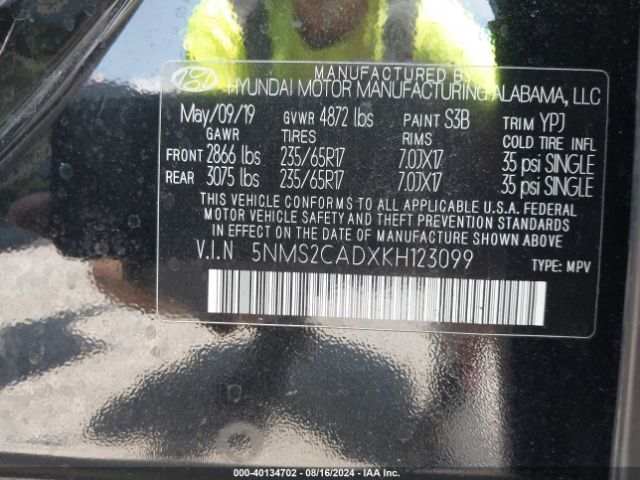 MANUFACTURED BY
HYUNDAI MOTOR MANUFACTURING ALABAMA, LLC
May/09/19 GVWR 4872 lbs PAINT S3B TRIM YPJ
GAWR TIRES RIMS COLD TIRE INFL
FRONT 2866 lbs 235/65R17 7.0JX17 35 psi SINGLE
REAR 3075 lbs 235/65R17 7.0JX17 35 psi SINGLE
THIS VEHICLE CONFORMS TO ALL APPLICABLE U.S.A. FEDERAL
MOTOR VEHICLE SAFETY AND THEFT PREVENTION STANDARDS
IN EFFECT ON THE DATE OF MANUFACTURE SHOWN ABOVE.
V.I.N 5NMS2CADXKH123099 TYPE: MPV
000-40134702 - 08/16/2024 - IAA Inc.